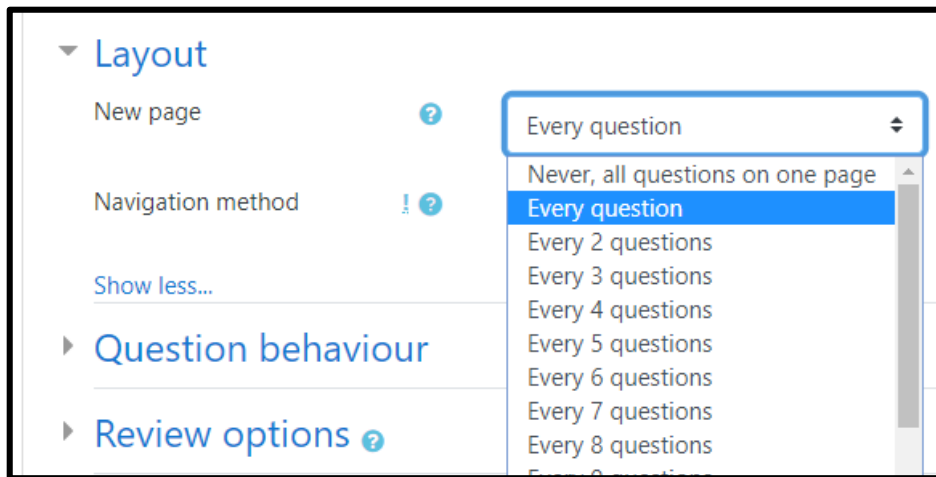 Layout
New page
Every question
Never, all questions on one page
Navigation method !
Every question
Every 2 questions
Every 3 questions
Show less...
Every 4 questions
Question behaviour
Every 5 questions
Every 6 questions
Every 7 questions
Review options
Every 8 questions